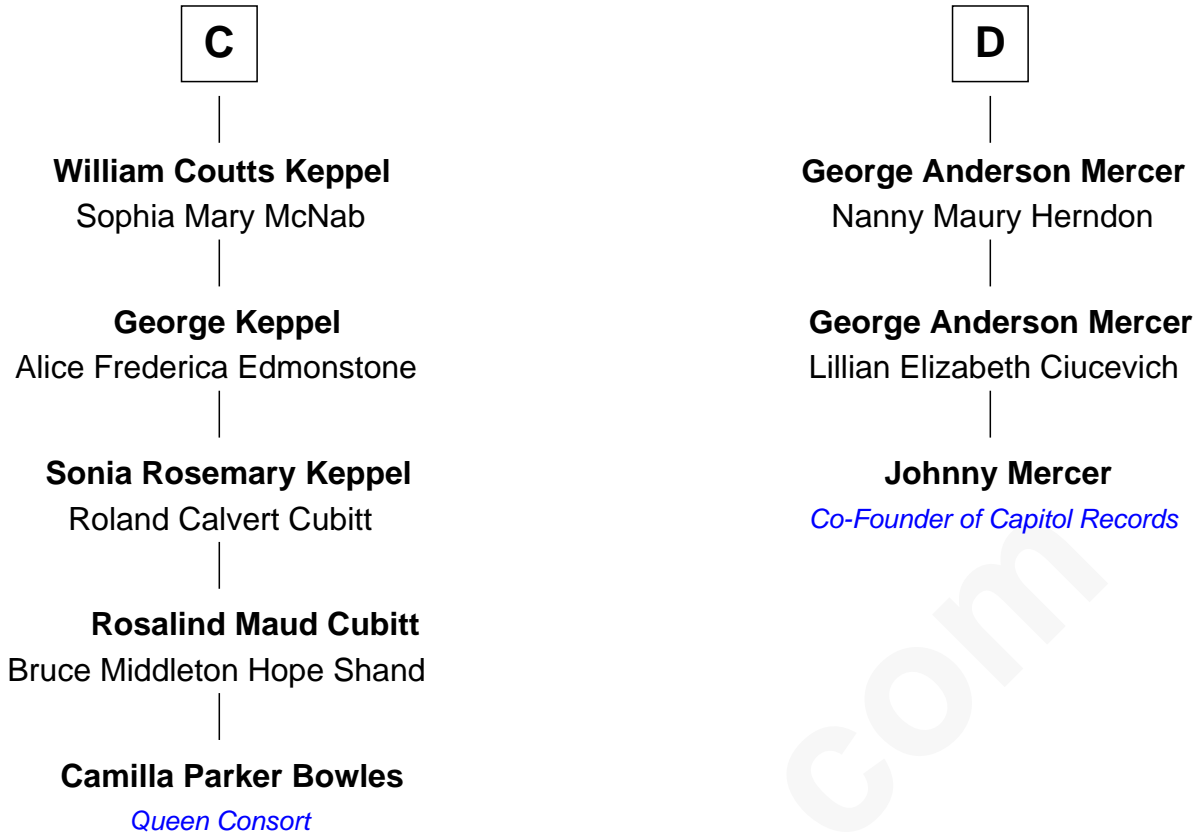 C
William Coutts Keppel
Sophia Mary McNab
George Keppel
Alice Frederica Edmonstone
Sonia Rosemary Keppel
Roland Calvert Cubitt
Rosalind Maud Cubitt
Bruce Middleton Hope Shand
Camilla Parker Bowles
Queen Consort
D
George Anderson Mercer
Nanny Maury Herndon
George Anderson Mercer
Lillian Elizabeth Ciucevich
Johnny Mercer
Co-Founder of Capitol Records
com